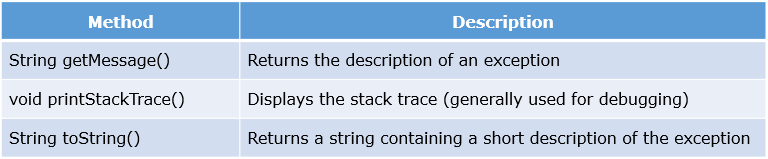 Method Description
String getMessage() Returns the description of an exception
void printStackTrace() Displays the stack trace (generally used for debugging)
String toString() Returns a string containing a short description of the exception